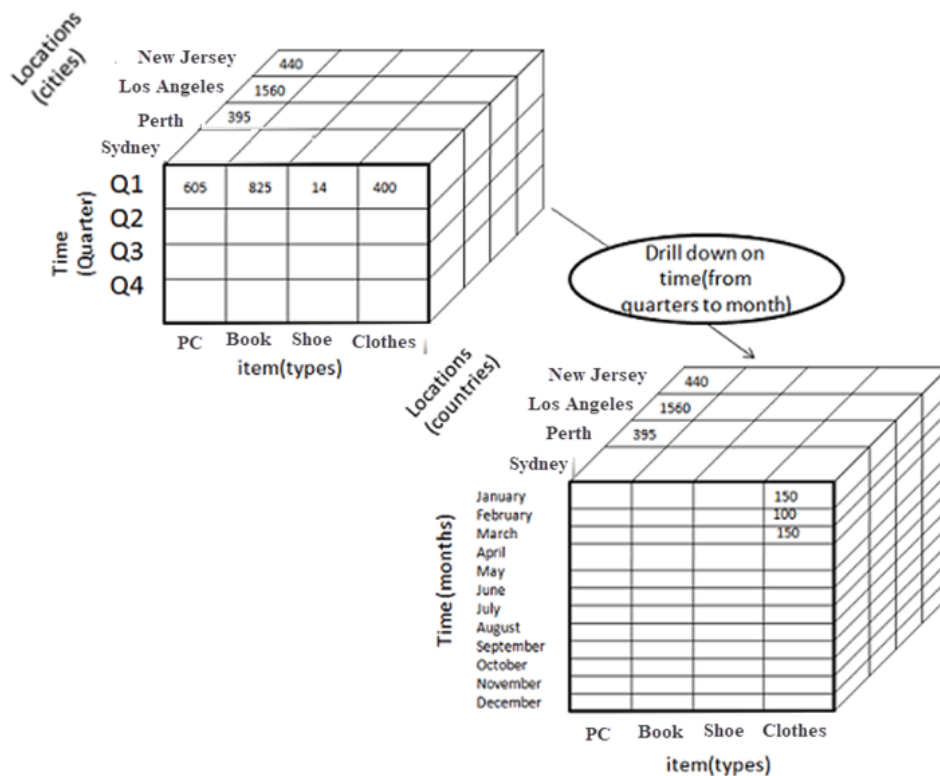 Locations
(cities)
New Jersey
440
Los Angeles
1560
Perth
395
Sydney
Time
(Quarter)
Q1
605 825 14 400
Q2
Q3
Q4
PC Book Shoe Clothes
item(types)
Drill down on
time(from
quarters to month)
Locations
(countries)
New Jersey
440
Los Angeles
1560
Perth
395
Sydney
Time (months)
January 150
February 100
March 150
April
May
June
July
August
September
October
November
December
PC Book Shoe Clothes
item(types)